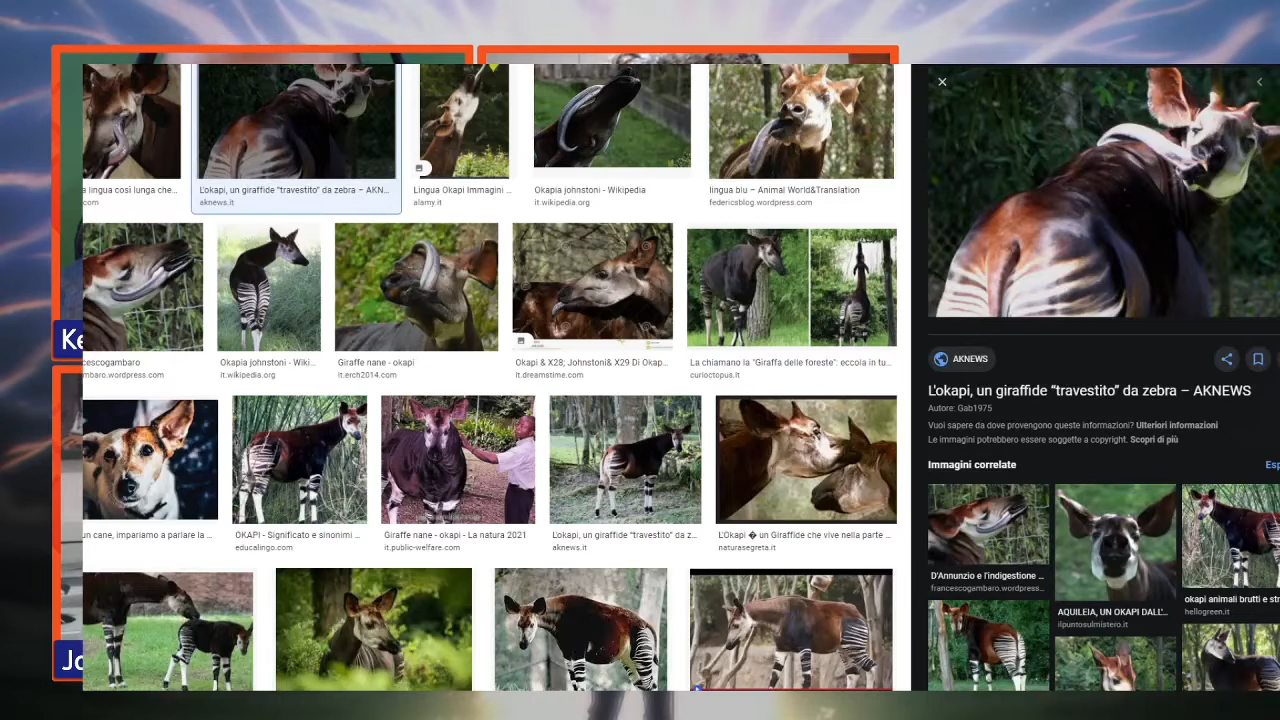 a lingua così lunga che...
com
L'okapi, un giraffide “travestito” da zebra – AKN...
aknews.it
Lingua Okapi Immagini ...
alamy.it
Okapia johnstoni - Wikipedia
it.wikipedia.org
lingua blu – Animal World&Translation
federicsblog.wordpress.com
cescogambaro
mbaro.wordpress.com
Okapia johnstoni - Wiki...
it.wikipedia.org
Giraffe nane - okapi
it.erch2014.com
Okapi & X28; Johnstoni& X29 Di Okap...
it.dreamstime.com
La chiamano la "Giraffa delle foreste": eccola in tu...
curioctopus.it
un cane, impariamo a parlare la ...
OKAPI - Significato e sinonimi ...
educalingo.com
Giraffe nane - okapi - La natura 2021
it.public-welfare.com
L'okapi, un giraffide “travestito” da z...
aknews.it
L'Okapi � un Giraffide che vive nella parte ...
naturasegreta.it
Ke
Jo
AKNEWS
L'okapi, un giraffide “travestito” da zebra – AKNEWS
Autore: Gab1975
Vuoi sapere da dove provengono queste informazioni? Ulteriori informazioni
Le immagini potrebbero essere soggette a copyright. Scopri di più
Immagini correlate
Esp
D'Annunzio e l'indigestione ...
francescogambaro.wordpress...
AQUILEIA, UN OKAPI DALL'...
ilpuntosulmistero.it
okapi animali brutti e str
hellogreen.it